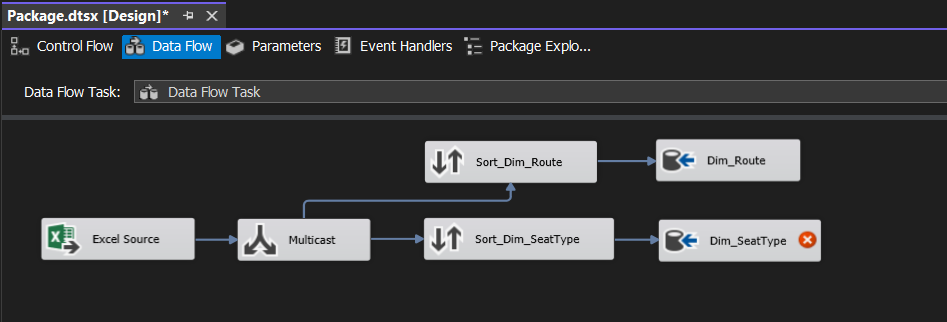 Package.dtsx [Design]*
Control Flow Data Flow Parameters Event Handlers Package Explo...
Data Flow Task: Data Flow Task
Sort_Dim_Route Dim_Route
Excel Source Multicast Sort_Dim_SeatType Dim_SeatType